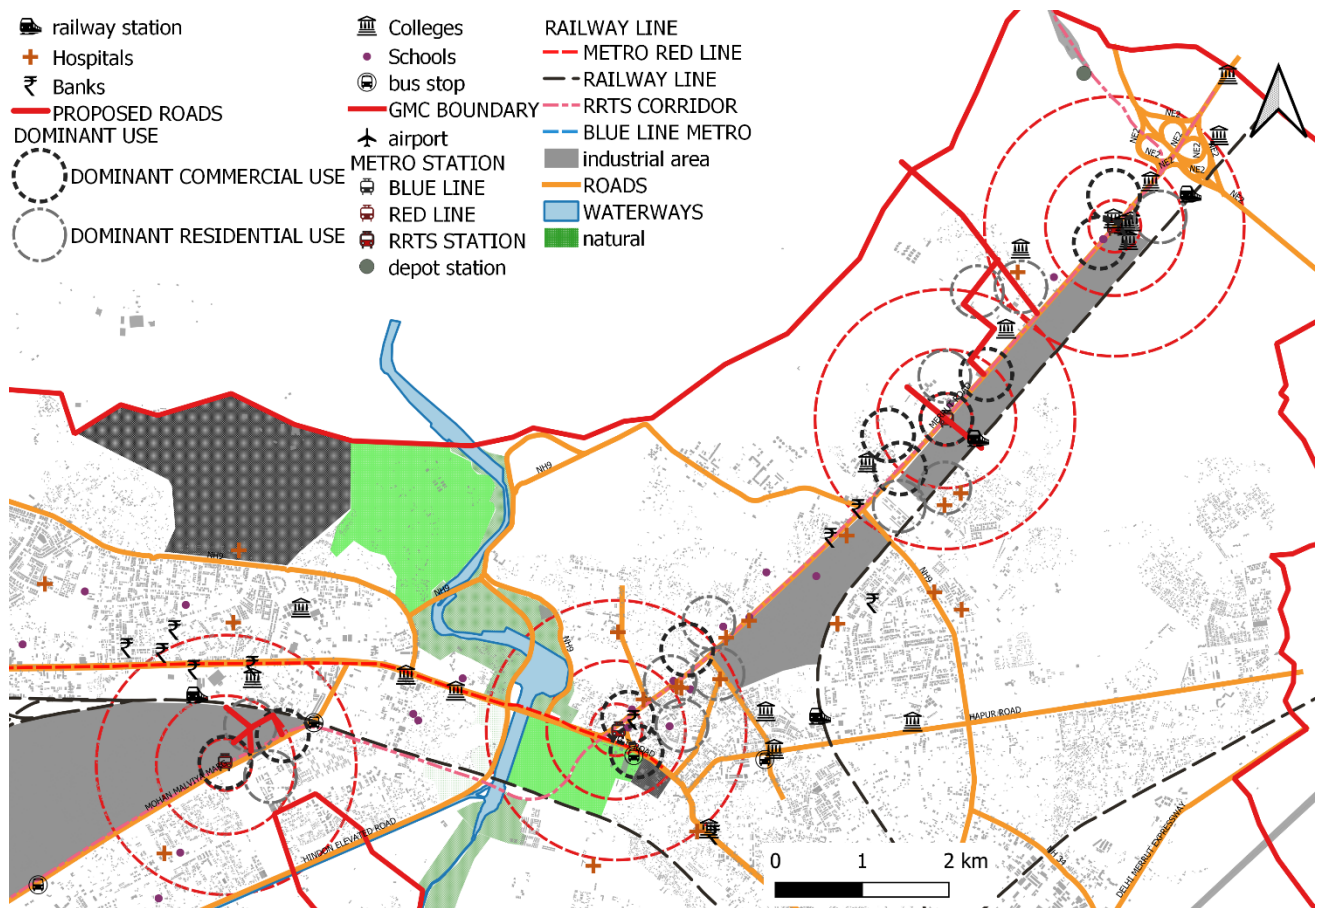 railway station
Hospitals
₹ Banks
PROPOSED ROADS
DOMINANT USE
DOMINANT COMMERCIAL USE
DOMINANT RESIDENTIAL USE
Colleges
Schools
bus stop
GMC BOUNDARY
airport
METRO STATION
BLUE LINE
RED LINE
RRTS STATION
depot station
RAILWAY LINE
METRO RED LINE
RAILWAY LINE
RRTS CORRIDOR
BLUE LINE METRO
industrial area
ROADS
WATERWAYS
natural
NE2
NE2
NE2
NE2
NE2
NE2
NE2
NE2
NH9
NH9
NH9
NH9
NH9
HAPUR ROAD
MOHAN MALVIYA
HINDON ELEVATED ROAD
DELHI MERRUT EXPRESSWAY
0 1 2 km